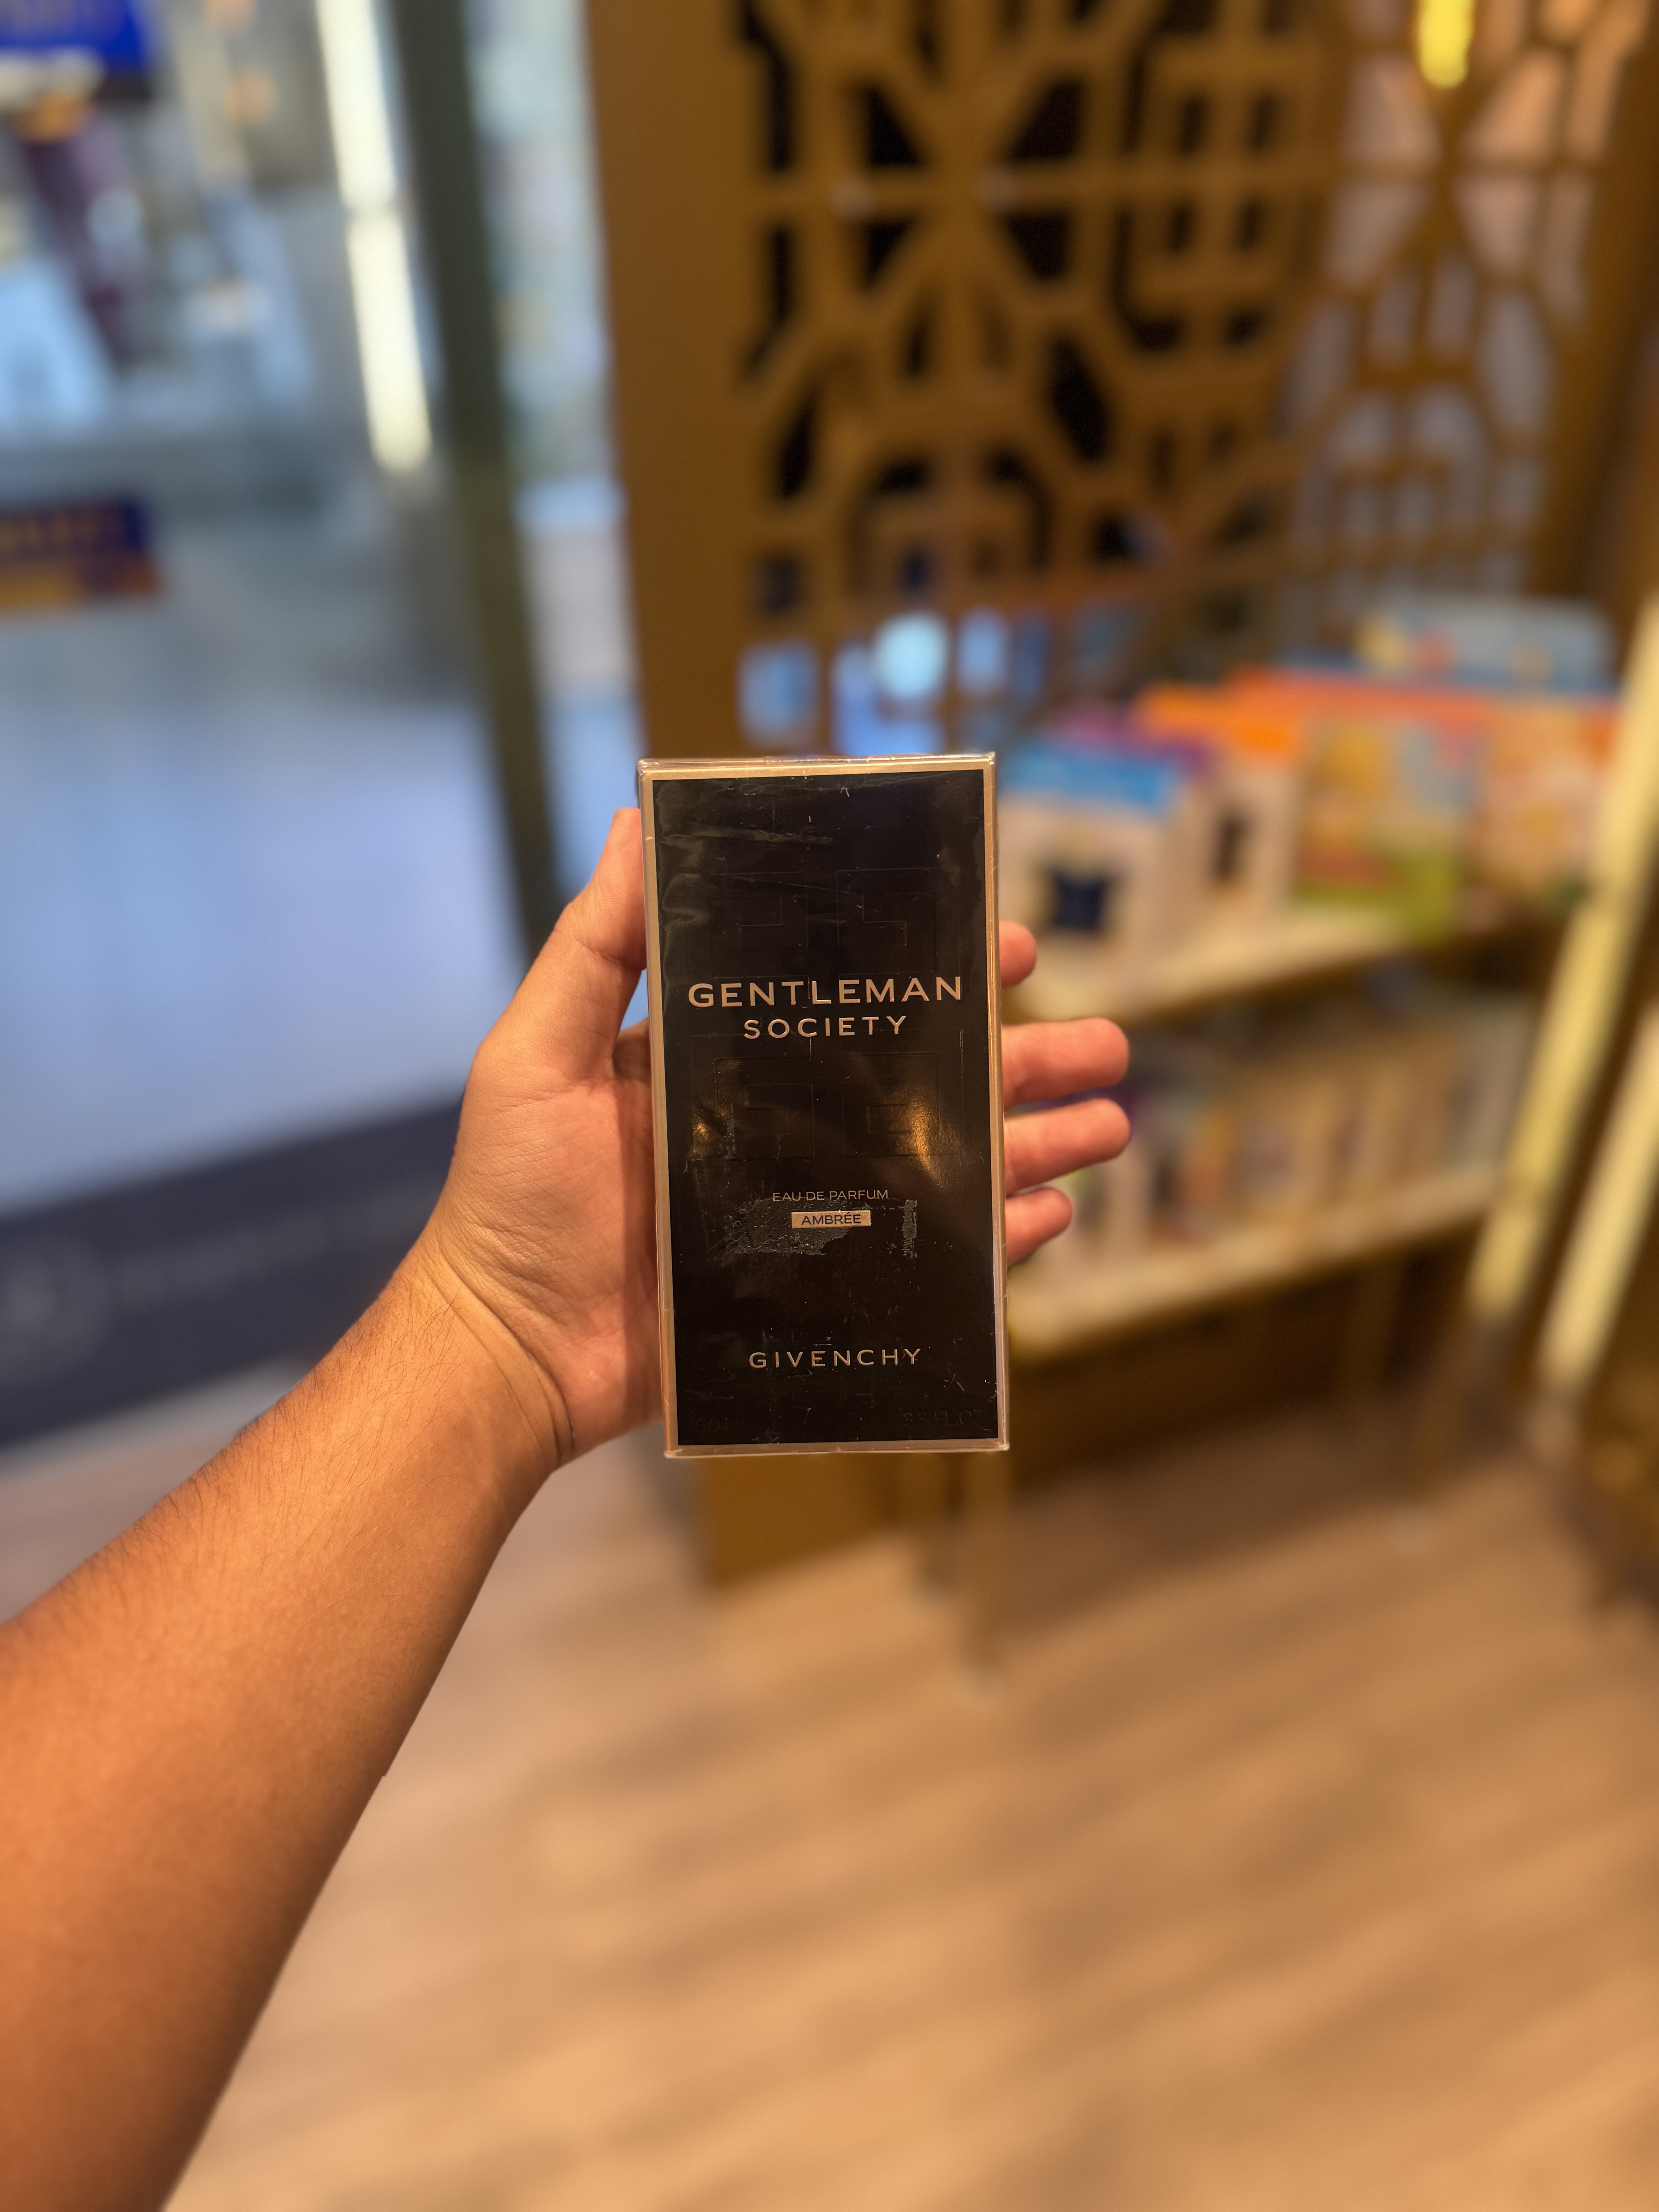 GENTLEMAN
SOCIETY
EAU DE PARFUM
AMBRÉE
GIVENCHY